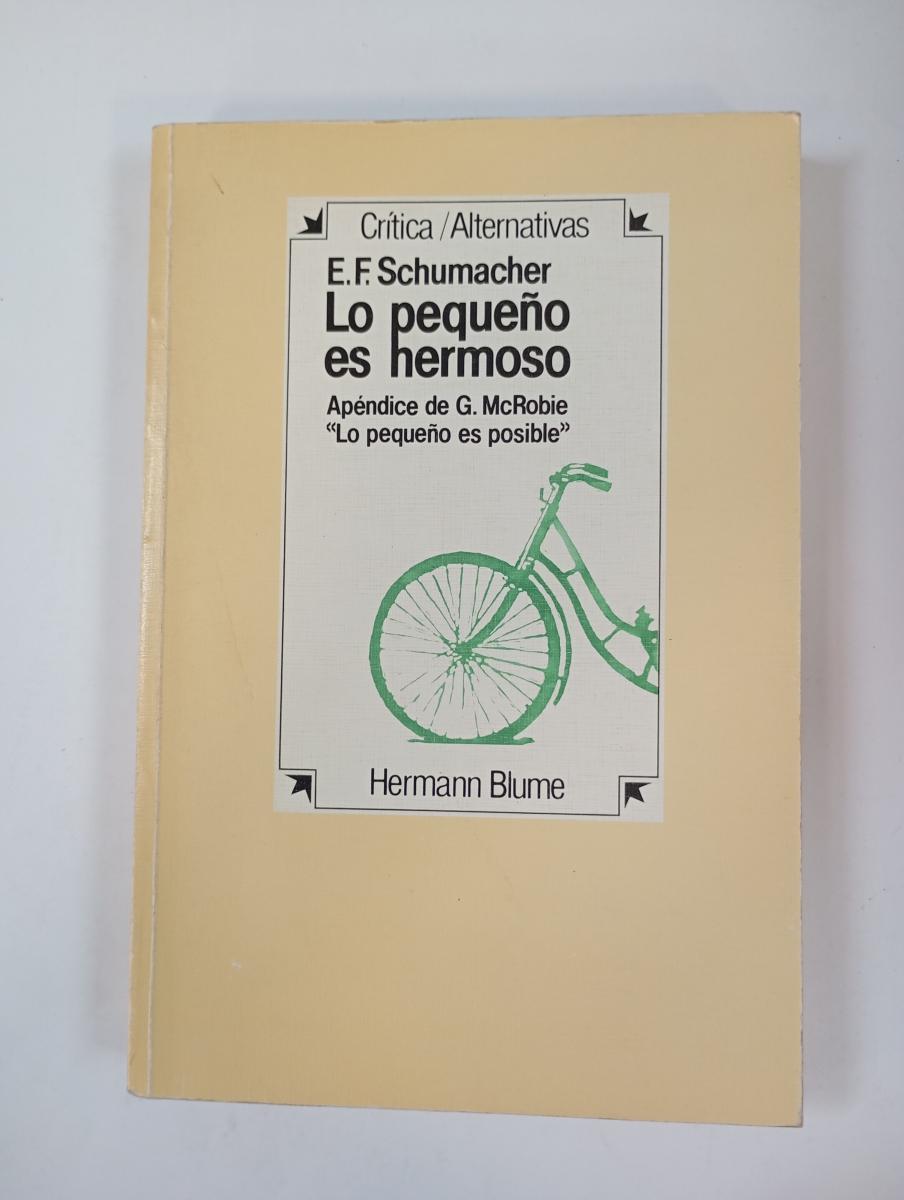 Crítica / Alternativas
E. F. Schumacher
Lo pequeño
es hermoso
Apéndice de G. McRobie
“Lo pequeño es posible”
Hermann Blume